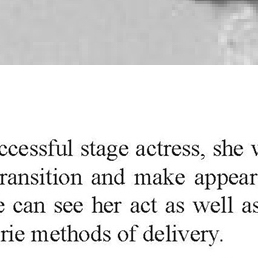 ccessful stage actress, she
ransition and make appear
can see her act as well as
rie methods of delivery.